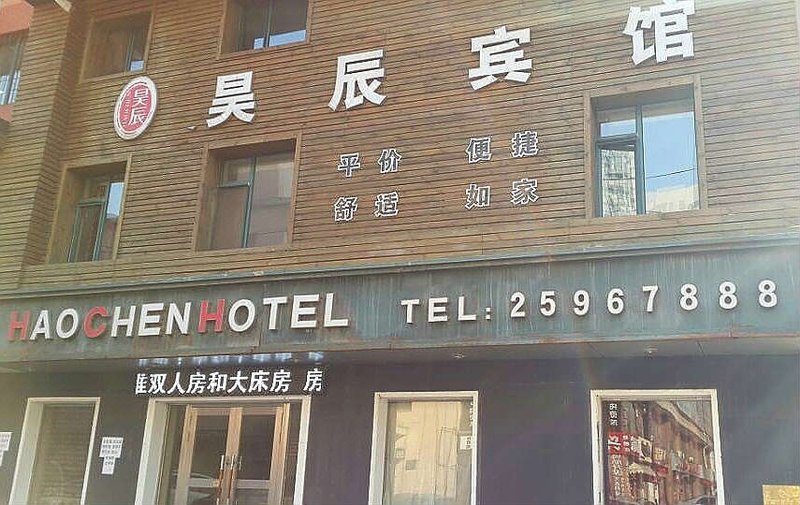 昊辰宾馆
昊辰
平价 便捷
舒适 如家
HAOCHENHOTEL TEL: 25967888
双人房和大床房 房